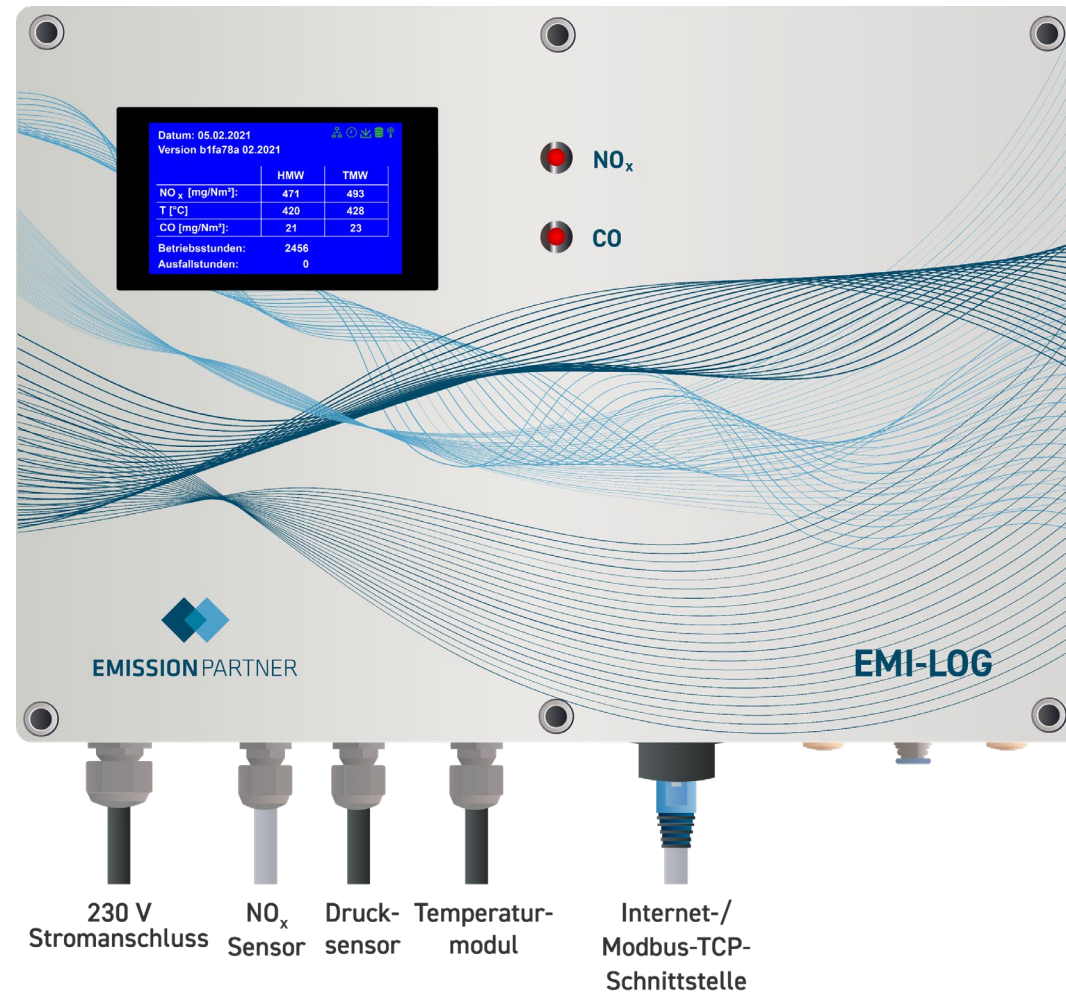 Datum: 05.02.2021
Version b1fa78a 02.2021
HMW TMW
NOx [mg/Nm³]: 471 493
T [°C] 420 428
CO [mg/Nm³]: 21 23
Betriebsstunden: 2456
Ausfallstunden: 0
NOx
CO
EMISSION PARTNER
EMI-LOG
230 V
Stromanschluss
NOx
Sensor
Druck-
sensor
Temperatur-
modul
Internet-/
Modbus-TCP-
Schnittstelle